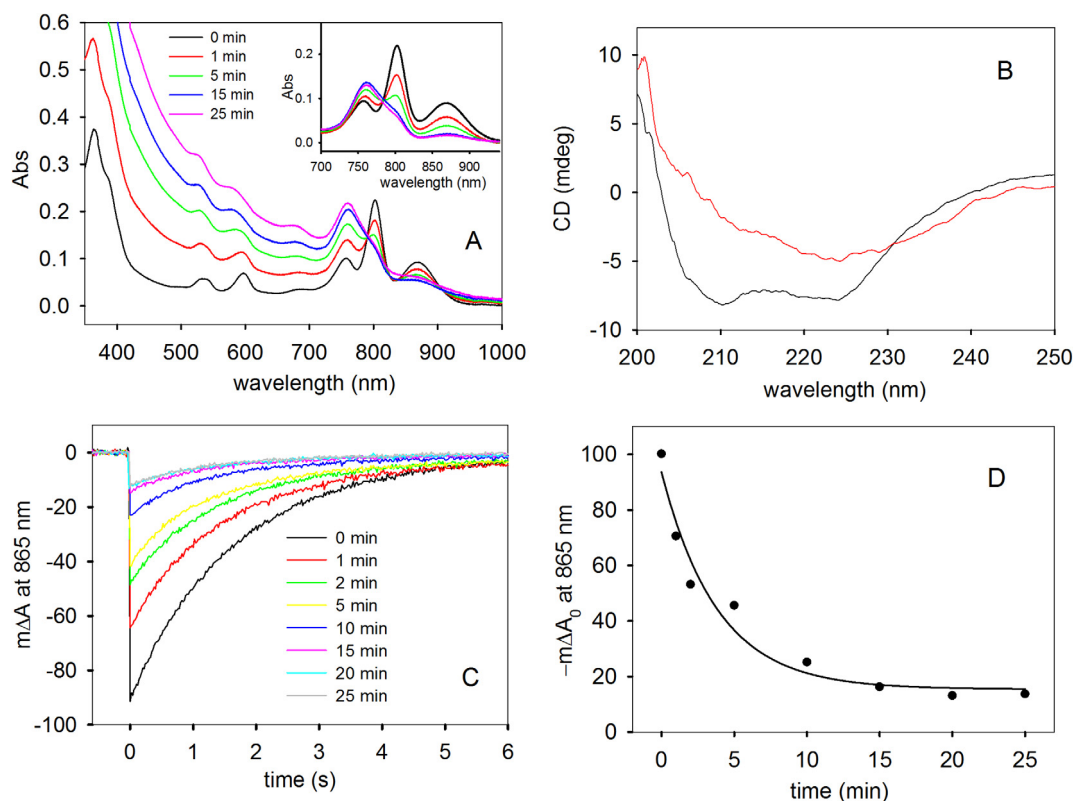 0.6
0.5
0.4
0.3
0.2
0.1
0.0
Abs
400 500 600 700 800 900 1000
wavelength (nm)
0 min
1 min
5 min
15 min
25 min
A
0.2
0.1
0.0
Abs
700 750 800 850 900
wavelength (nm)
10
5
0
-5
-10
CD (mdeg)
200 210 220 230 240 250
wavelength (nm)
B
0
-20
-40
-60
-80
-100
mΔA at 865 nm
0 1 2 3 4 5 6
time (s)
0 min
1 min
2 min
5 min
10 min
15 min
20 min
25 min
C
100
80
60
40
20
0
−mΔA₀ at 865 nm
0 5 10 15 20 25
time (min)
D